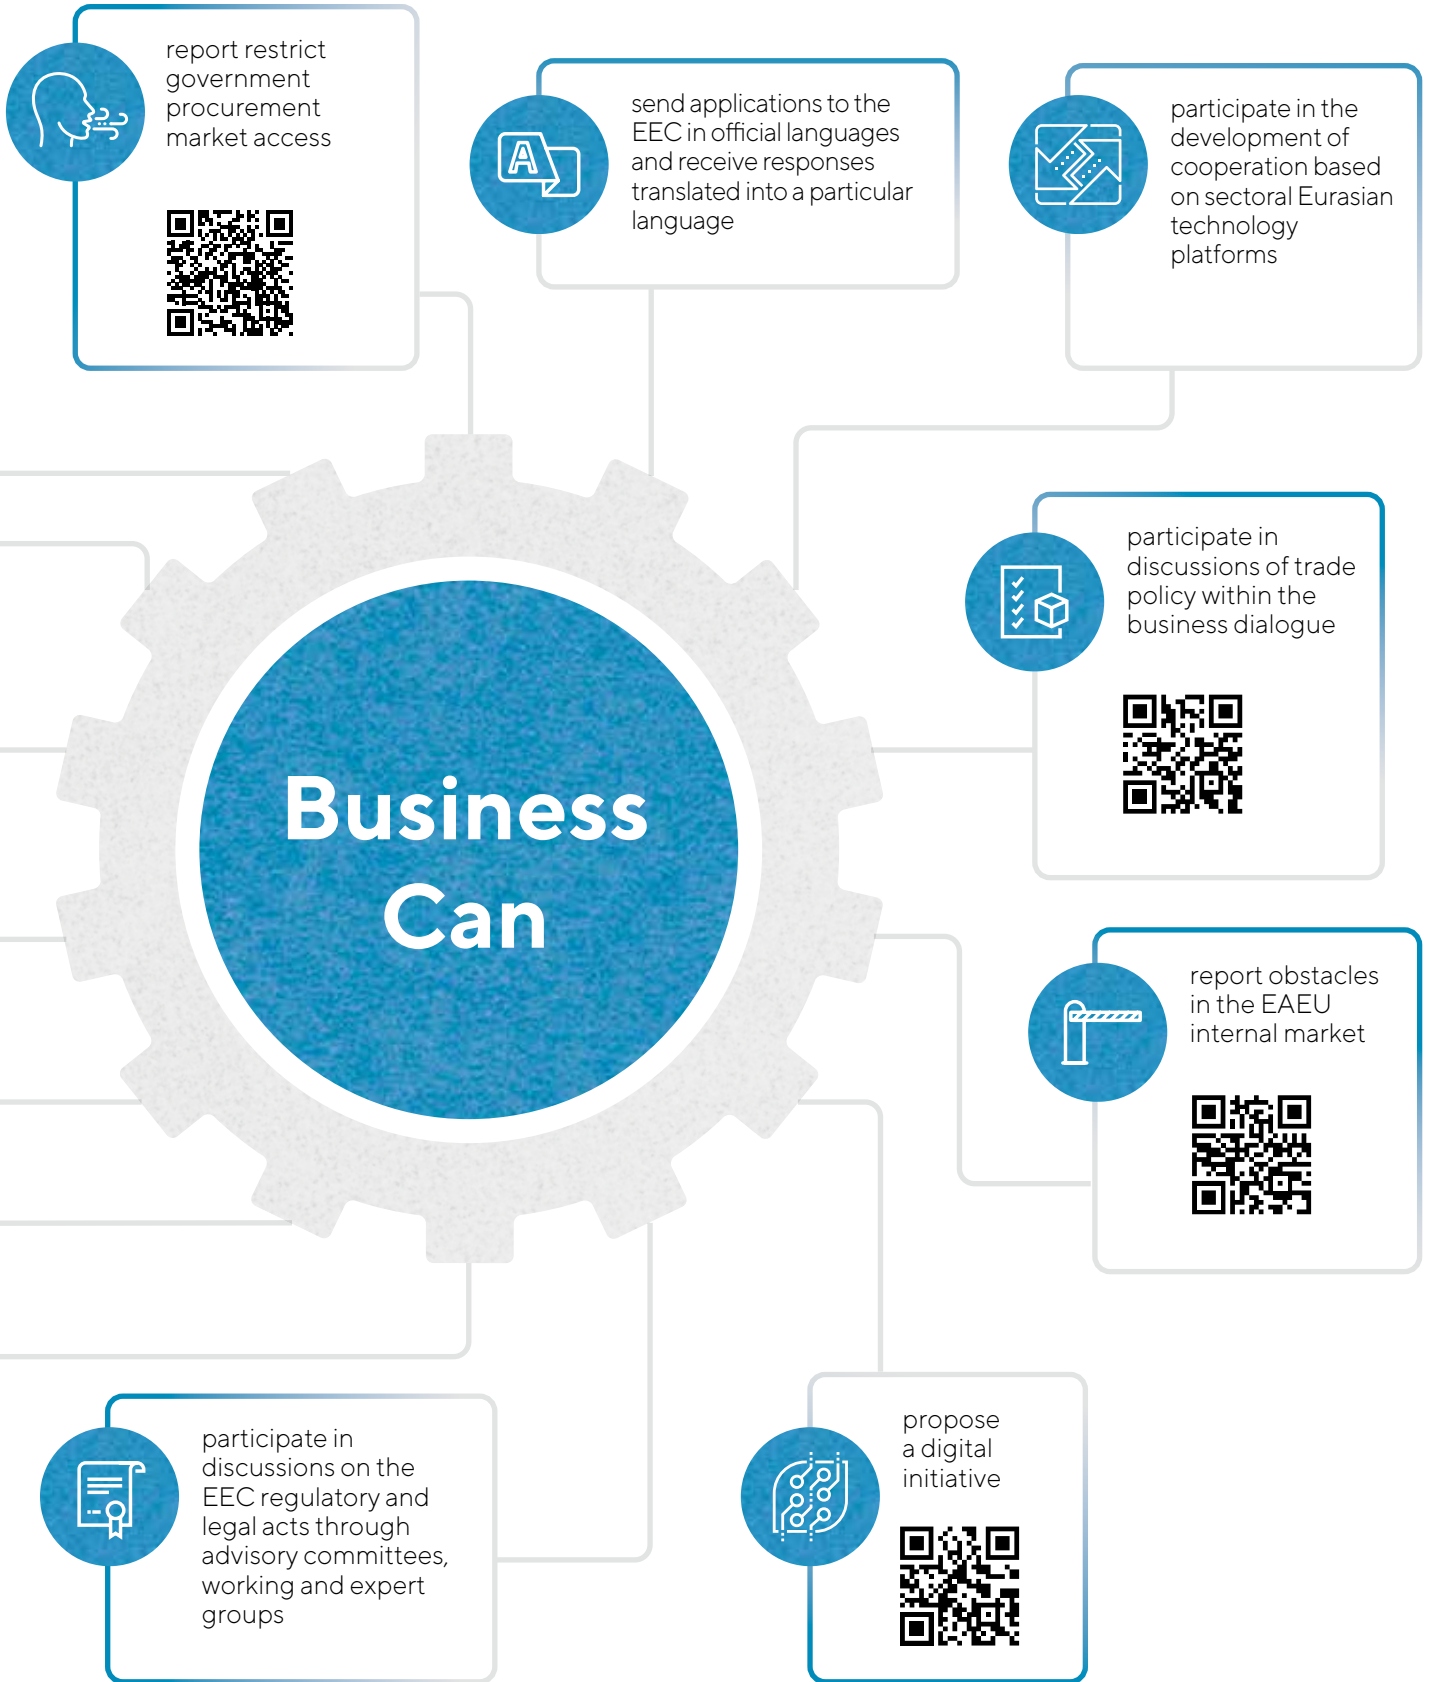 report restrict
government
procurement
market access
send applications to the
EEC in official languages
and receive responses
translated into a particular
language
participate in the
development of
cooperation based
on sectoral Eurasian
technology
platforms
participate in
discussions of trade
policy within the
business dialogue
Business
Can
report obstacles
in the EAEU
internal market
participate in
discussions on the
EEC regulatory and
legal acts through
advisory committees,
working and expert
groups
propose
a digital
initiative
A